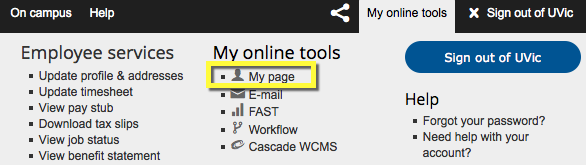 On campus Help My online tools Sign out of UVic
Employee services
Update profile & addresses
Update timesheet
View pay stub
Download tax slips
View job status
View benefit statement
My online tools
My page
E-mail
FAST
Workflow
Cascade WCMS
Sign out of UVic
Help
Forgot your password?
Need help with your
account?